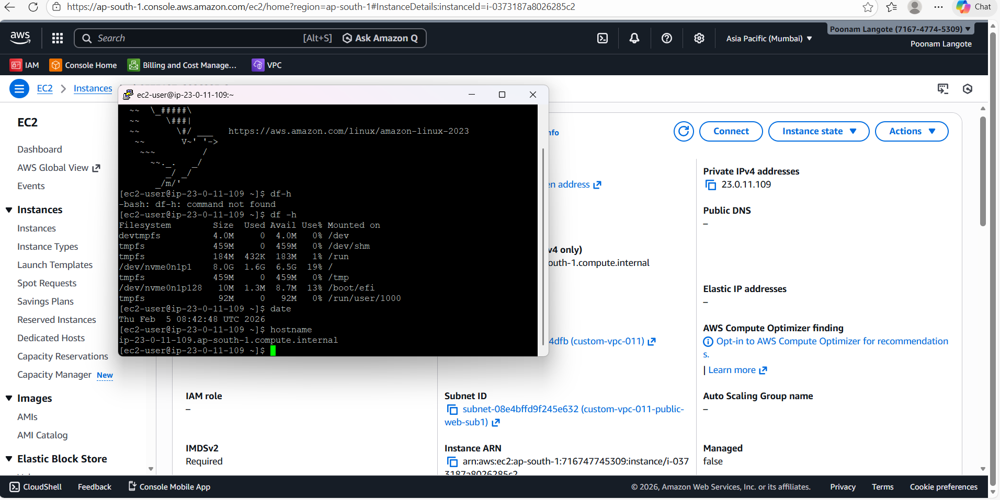 https://ap-south-1.console.aws.amazon.com/ec2/home?region=ap-south-1#InstanceDetails:instanceId=i-0373187a8026285c2
Chat
aws
Search [Alt+S] Ask Amazon Q
Asia Pacific (Mumbai)
Poonam Langote (7167-4774-5309)
Poonam Langote
IAM
Console Home
Billing and Cost Manage...
VPC
EC2
Instances
ec2-user@ip-23-0-11-109:~
~~  \_#####\
~~     \###|
~~       \#/ ___   https://aws.amazon.com/linux/amazon-linux-2023
~~       V~' '->
~~~         /
~~._.   _/
_/ _/
_/m/'
[ec2-user@ip-23-0-11-109 ~]$ df-h
-bash: df-h: command not found
[ec2-user@ip-23-0-11-109 ~]$ df -h
Filesystem        Size  Used Avail Use% Mounted on
devtmpfs          4.0M     0  4.0M   0% /dev
tmpfs             459M     0  459M   0% /dev/shm
tmpfs             184M  432K  183M   1% /run
/dev/nvme0n1p1    8.0G  1.6G  6.5G  19% /
tmpfs             459M     0  459M   0% /tmp
/dev/nvme0n1p128   10M  1.3M  8.7M  13% /boot/efi
tmpfs              92M     0   92M   0% /run/user/1000
[ec2-user@ip-23-0-11-109 ~]$ date
Thu Feb  5 08:42:48 UTC 2026
[ec2-user@ip-23-0-11-109 ~]$ hostname
ip-23-0-11-109.ap-south-1.compute.internal
[ec2-user@ip-23-0-11-109 ~]$
EC2
Dashboard
AWS Global View
Events
Instances
Instances
Instance Types
Launch Templates
Spot Requests
Savings Plans
Reserved Instances
Dedicated Hosts
Capacity Reservations
Capacity Manager New
Images
AMIs
AMI Catalog
Elastic Block Store
nfo
Connect
Instance state
Actions
en address
v4 only)
outh-1.compute.internal
4dfb (custom-vpc-011)
Private IPv4 addresses
23.0.11.109
Public DNS
–
Elastic IP addresses
–
AWS Compute Optimizer finding
Opt-in to AWS Compute Optimizer for recommendation
s.
| Learn more
IAM role
–
Subnet ID
subnet-08e4bffd9f245e632 (custom-vpc-011-public-
web-sub1)
Auto Scaling Group name
–
IMDSv2
Required
Instance ARN
arn:aws:ec2:ap-south-1:716747745309:instance/i-037
3187a8026285c2
Managed
false
CloudShell
Feedback
Console Mobile App
© 2026, Amazon Web Services, Inc. or its affiliates.
Privacy
Terms
Cookie preferences